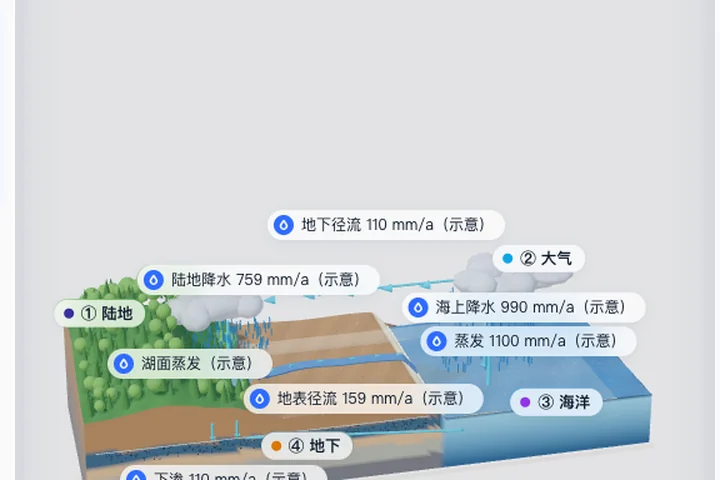 地下径流 110 mm/a（示意）
② 大气
陆地降水 759 mm/a（示意）
① 陆地
海上降水 990 mm/a（示意）
蒸发 1100 mm/a（示意）
湖面蒸发（示意）
地表径流 159 mm/a（示意）
③ 海洋
④ 地下
下渗 110 mm/a（示意）